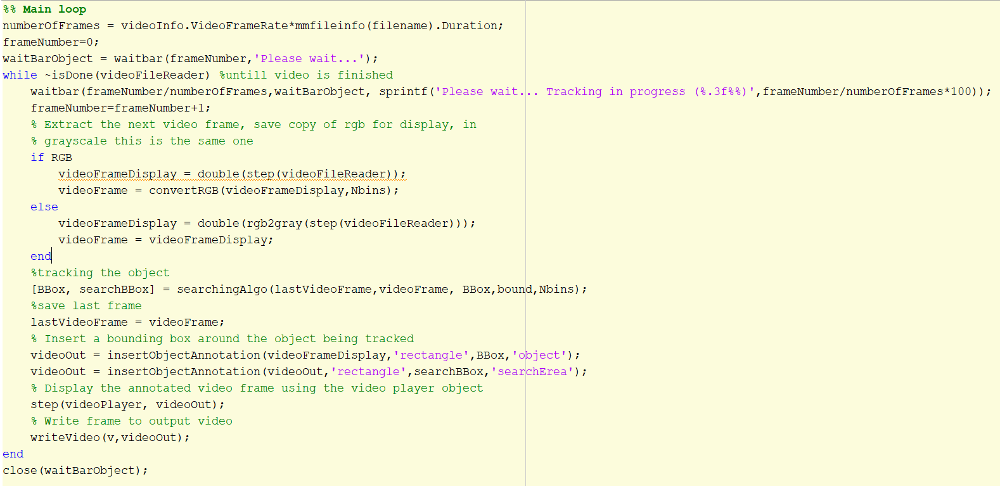 %% Main loop
numberOfFrames = videoInfo.VideoFrameRate*mmfileinfo(filename).Duration;
frameNumber=0;
waitBarObject = waitbar(frameNumber,'Please wait...');
while ~isDone(videoFileReader) %untill video is finished
    waitbar(frameNumber/numberOfFrames,waitBarObject, sprintf('Please wait... Tracking in progress (%.3f%%)',frameNumber/numberOfFrames*100));
    frameNumber=frameNumber+1;
    % Extract the next video frame, save copy of rgb for display, in
    % grayscale this is the same one
    if RGB
        videoFrameDisplay = double(step(videoFileReader));
        videoFrame = convertRGB(videoFrameDisplay,Nbins);
    else
        videoFrameDisplay = double(rgb2gray(step(videoFileReader)));
        videoFrame = videoFrameDisplay;
    end
    %tracking the object
    [BBox, searchBBox] = searchingAlgo(lastVideoFrame,videoFrame, BBox,bound,Nbins);
    %save last frame
    lastVideoFrame = videoFrame;
    % Insert a bounding box around the object being tracked
    videoOut = insertObjectAnnotation(videoFrameDisplay,'rectangle',BBox,'object');
    videoOut = insertObjectAnnotation(videoOut,'rectangle',searchBBox,'searchErea');
    % Display the annotated video frame using the video player object
    step(videoPlayer, videoOut);
    % Write frame to output video
    writeVideo(v,videoOut);
end
close(waitBarObject);